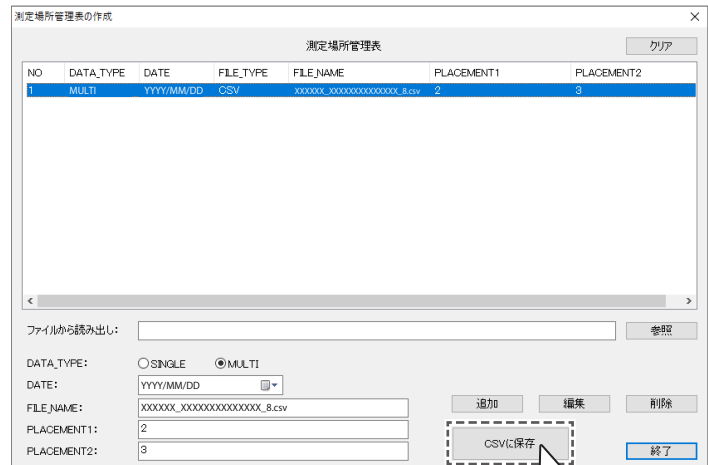 測定場所管理表の作成
測定場所管理表 クリア
NO DATA_TYPE DATE FILE_TYPE FILE_NAME PLACEMENT1 PLACEMENT2
1 MULTI YYYY/MM/DD CSV XXXXXX_XXXXXXXXXXXXXX_8.csv 2 3
ファイルから読み出し: 参照
DATA_TYPE: SINGLE MULTI
DATE: YYYY/MM/DD
FILE_NAME: XXXXXX_XXXXXXXXXXXXXX_8.csv 追加 編集 削除
PLACEMENT1: 2
CSVに保存
PLACEMENT2: 3 終了